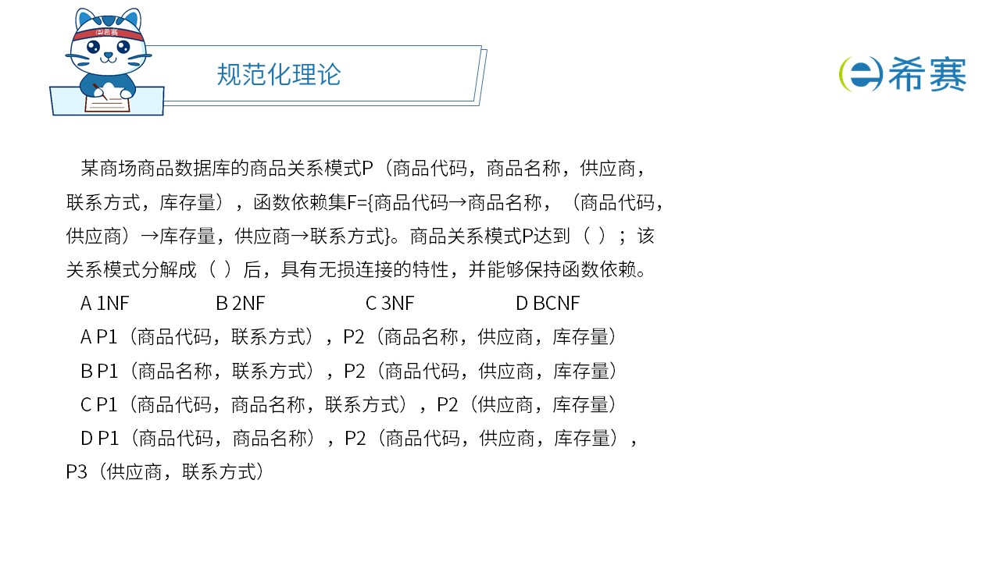 希赛
规范化理论
希赛
某商场商品数据库的商品关系模式P（商品代码，商品名称，供应商，
联系方式，库存量），函数依赖集F={商品代码→商品名称，（商品代码，
供应商）→库存量，供应商→联系方式}。商品关系模式P达到（ ）；该
关系模式分解成（ ）后，具有无损连接的特性，并能够保持函数依赖。
A 1NF B 2NF C 3NF D BCNF
A P1（商品代码，联系方式），P2（商品名称，供应商，库存量）
B P1（商品名称，联系方式），P2（商品代码，供应商，库存量）
C P1（商品代码，商品名称，联系方式），P2（供应商，库存量）
D P1（商品代码，商品名称），P2（商品代码，供应商，库存量），
P3（供应商，联系方式）